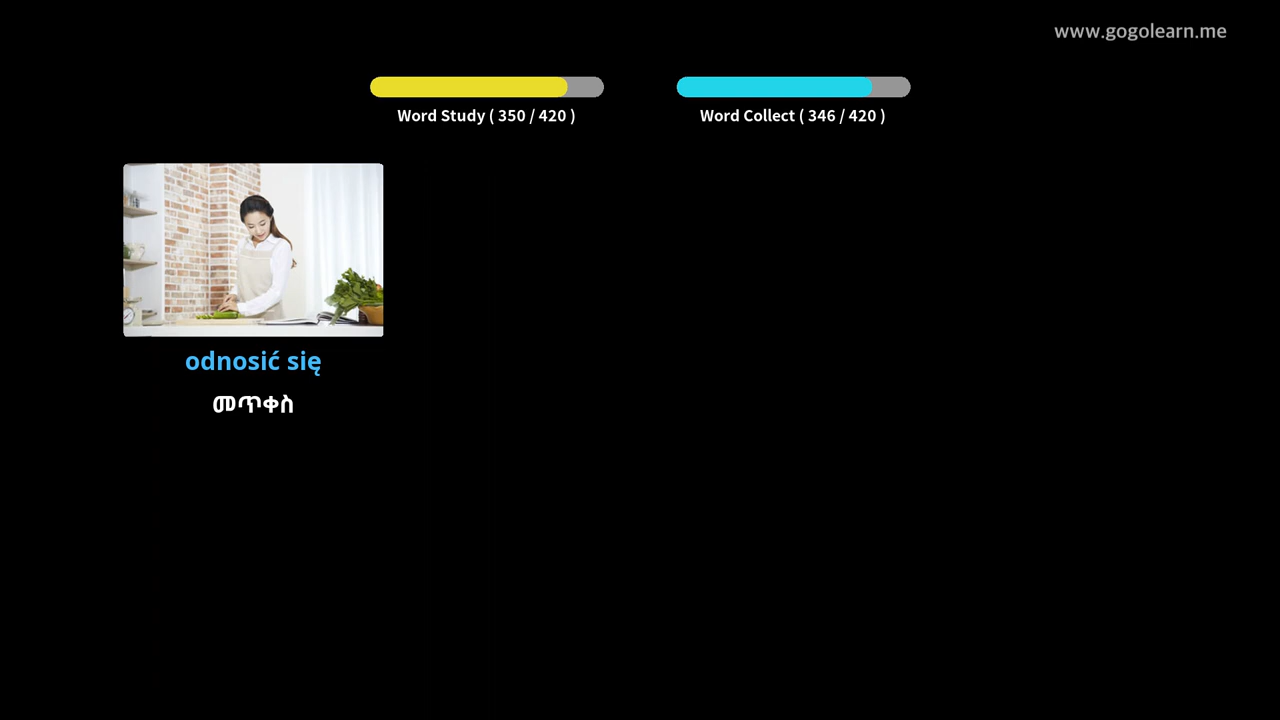 www.gogolearn.me
Word Study ( 350 / 420 )
Word Collect ( 346 / 420 )
odnosić się
መጥቀስ